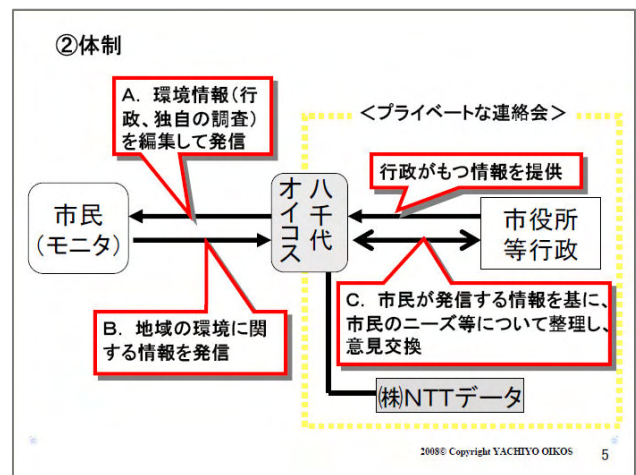 ②体制
A．環境情報（行
政、独自の調査）
を編集して発信
＜プライベートな連絡会＞
行政がもつ情報を提供
市民
（モニタ）
八千代
オイコス
市役所
等行政
B．地域の環境に関
する情報を発信
C．市民が発信する情報を基に、
市民のニーズ等について整理し、
意見交換
㈱NTTデータ
2008© Copyright YACHIYO OIKOS
5